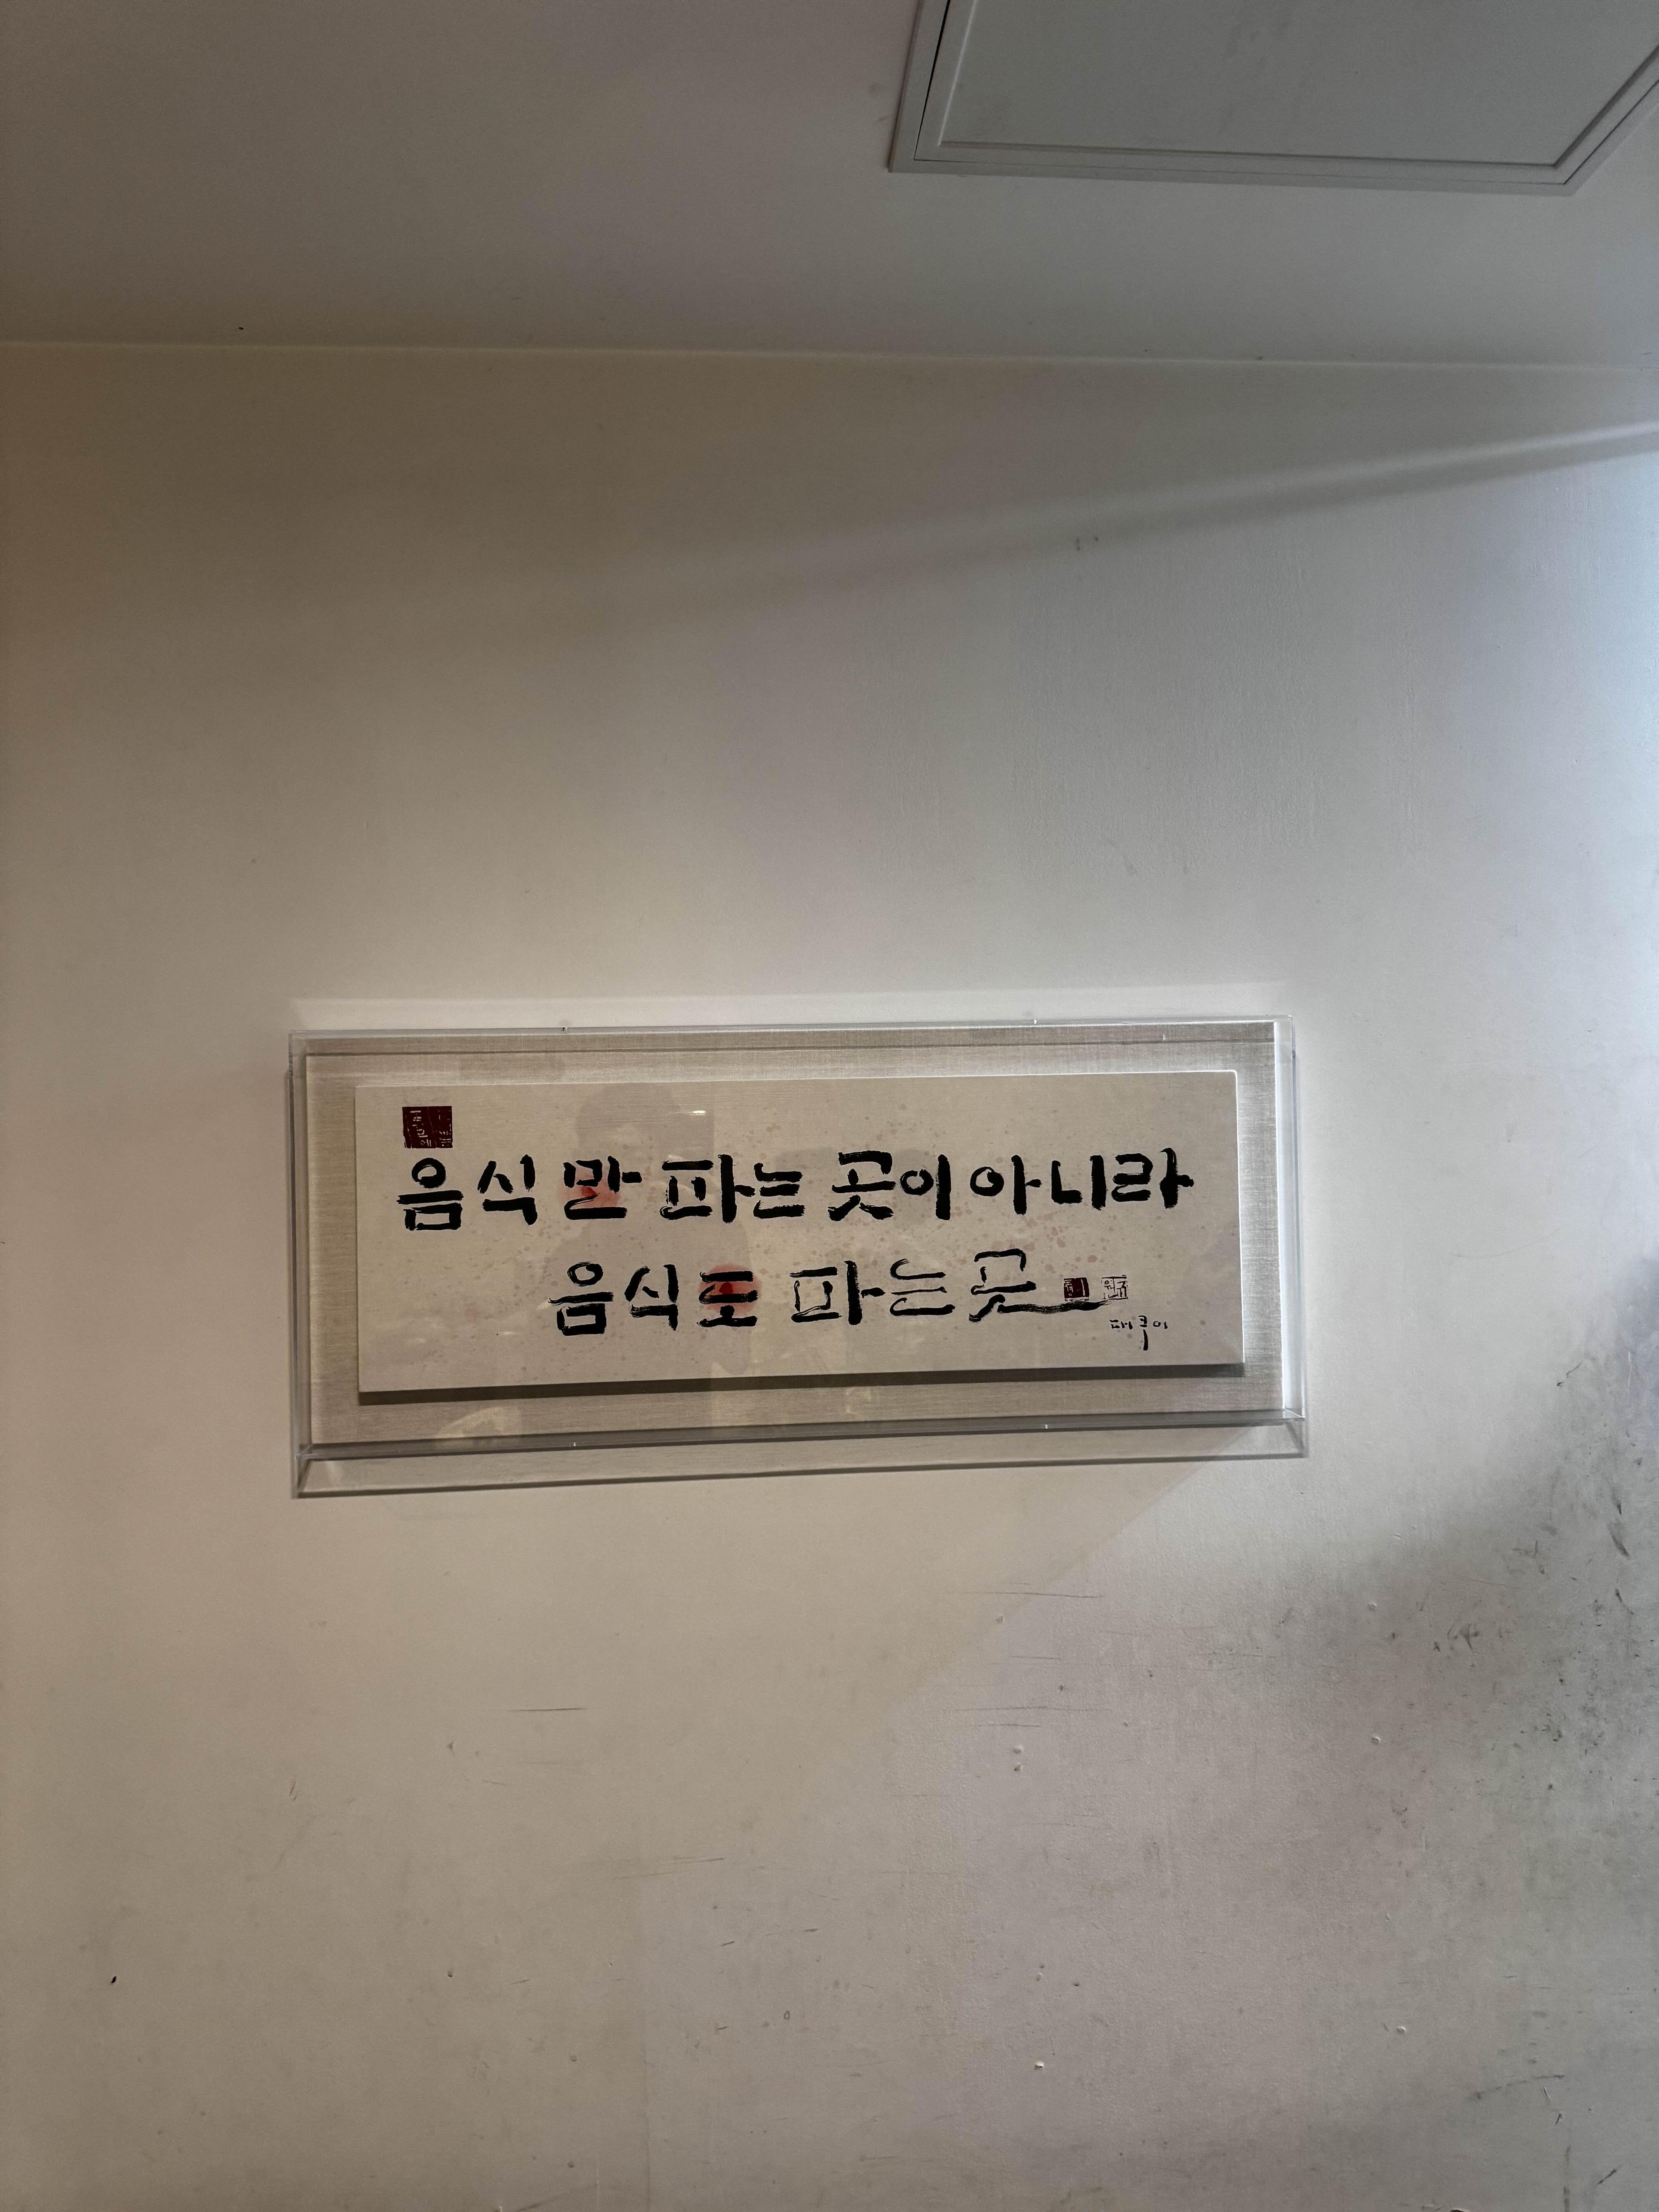 음식만 파는 곳이 아니라
음식도 파는 곳